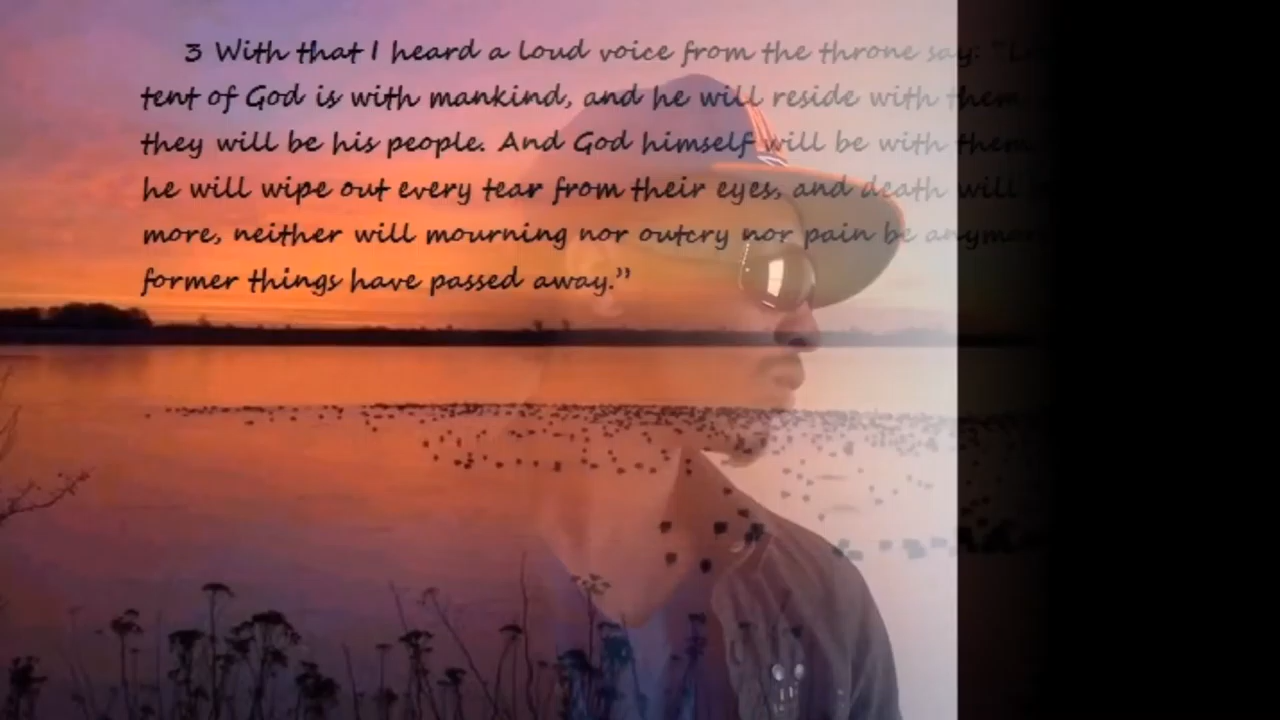 3 With that I heard a loud voice from the throne say: "
tent of God is with mankind, and he will reside with them
they will be his people. And God himself will be with them
he will wipe out every tear from their eyes, and death will
more, neither will mourning nor outcry nor pain be anymore
former things have passed away.”